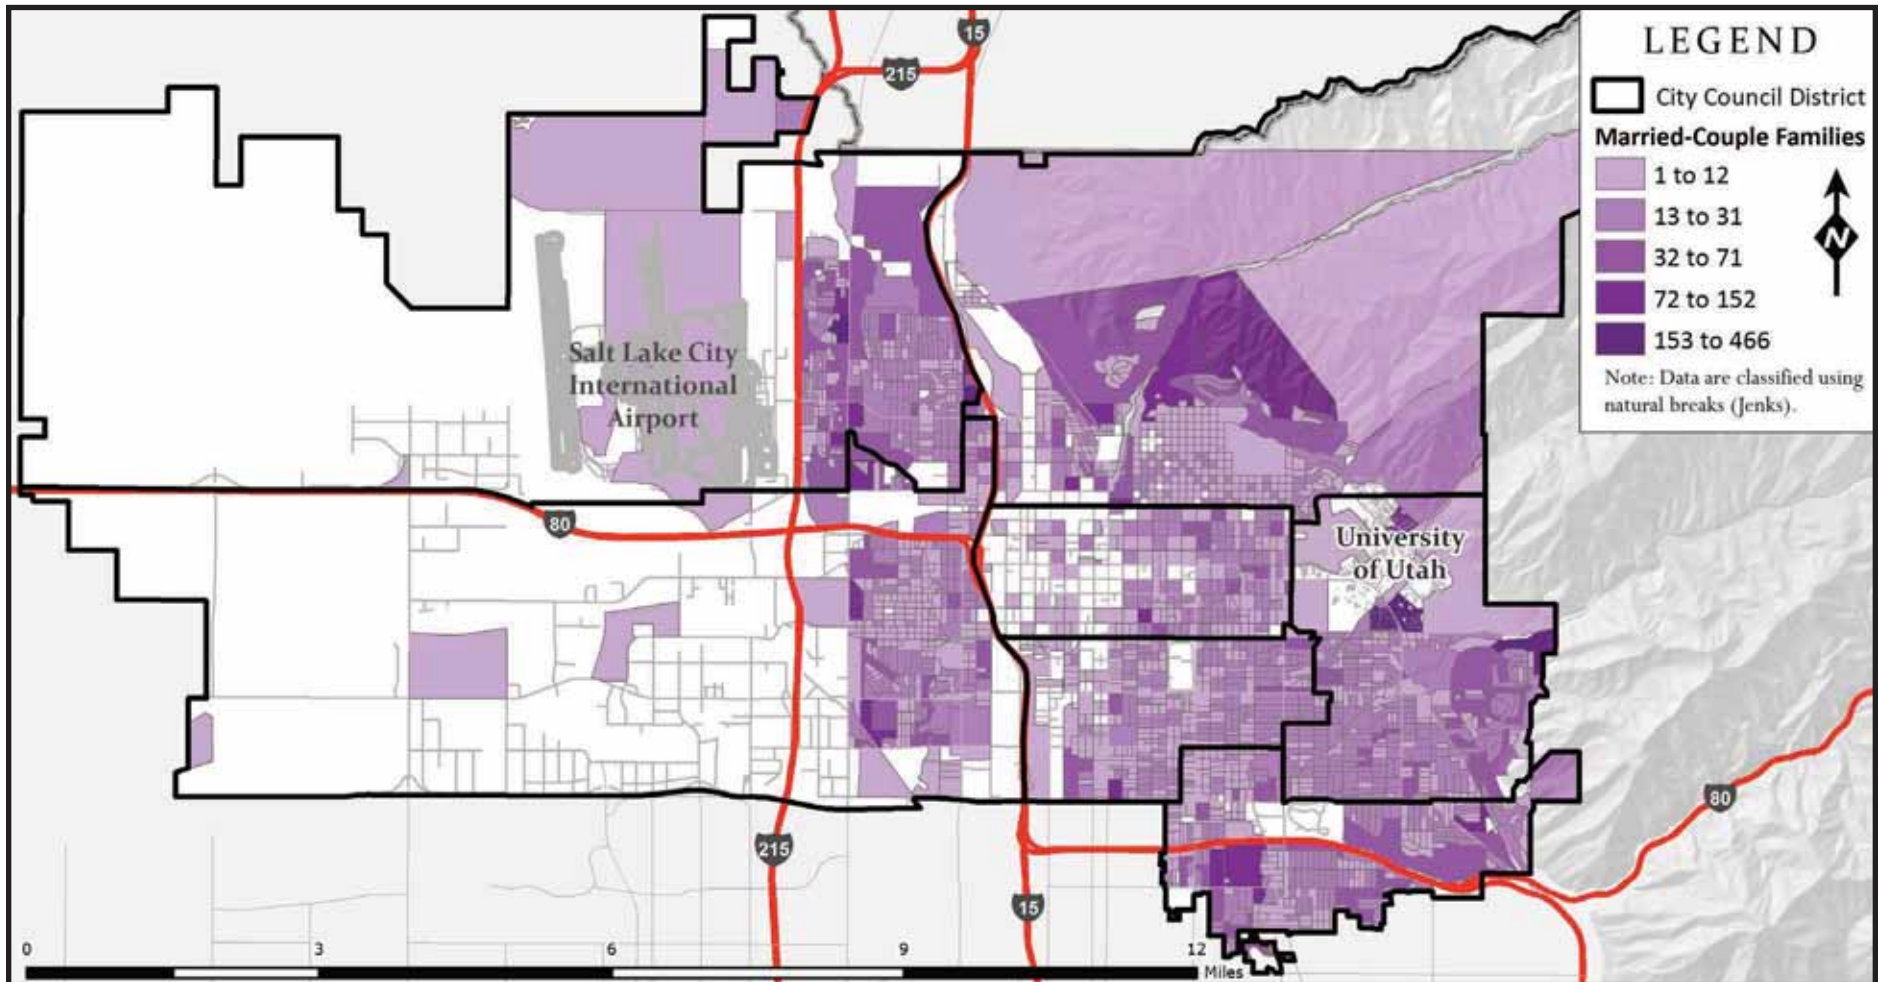 15
215
LEGEND
City Council District
Married-Couple Families
1 to 12
13 to 31
32 to 71
72 to 152
153 to 466
N
Note: Data are classified using
natural breaks (Jenks).
Salt Lake City
International
Airport
80
University
of Utah
80
215
15
0 3 6 9 12
Miles